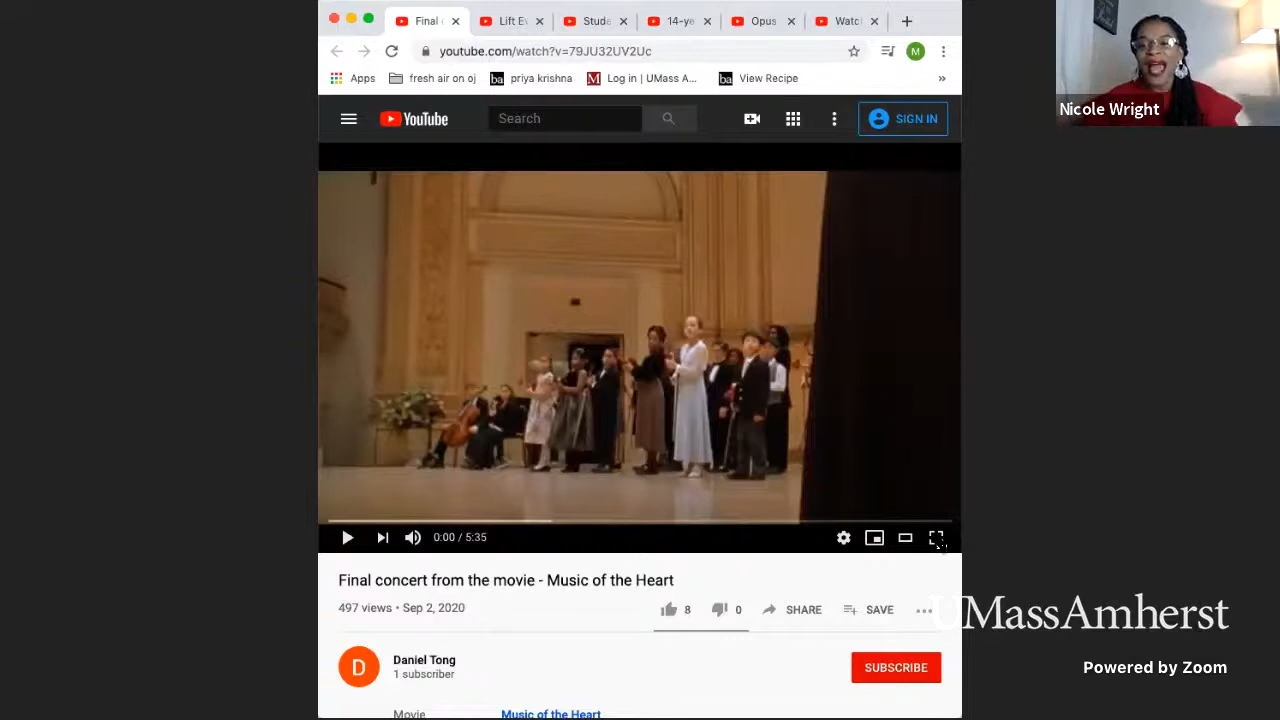 Final
Lift Ev
Stude
14-ye
Opus
Watc
youtube.com/watch?v=79JU32UV2Uc
M
Apps
fresh air on oj
ba
priya krishna
M
Log in | UMass A...
ba
View Recipe
»
YouTube
Search
SIGN IN
Nicole Wright
0:00 / 5:35
Final concert from the movie - Music of the Heart
497 views • Sep 2, 2020
8
0
SHARE
SAVE
UMassAmherst
D
Daniel Tong
1 subscriber
SUBSCRIBE
Powered by Zoom
Movie
Music of the Heart